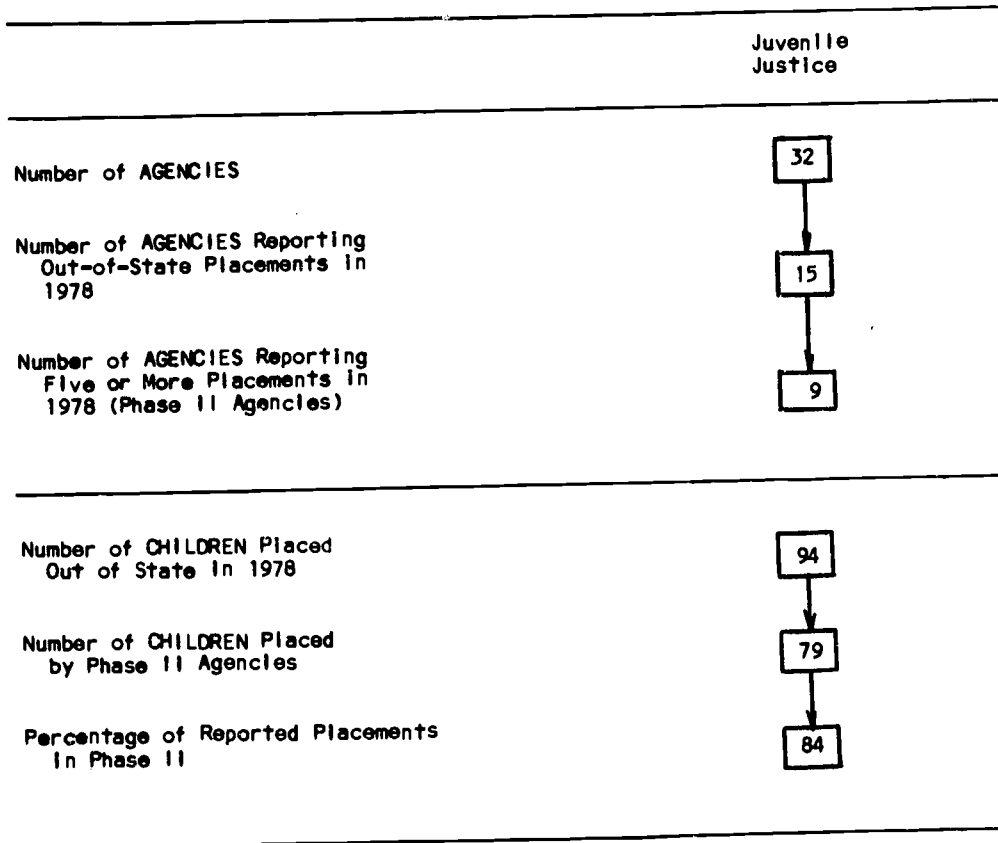 Juvenile
Justice
Number of AGENCIES
32
Number of AGENCIES Reporting
Out-of-State Placements in
1978
15
Number of AGENCIES Reporting
Five or More Placements in
1978 (Phase II Agencies)
9
Number of CHILDREN Placed
Out of State in 1978
94
Number of CHILDREN Placed
by Phase II Agencies
79
Percentage of Reported Placements
in Phase II
84